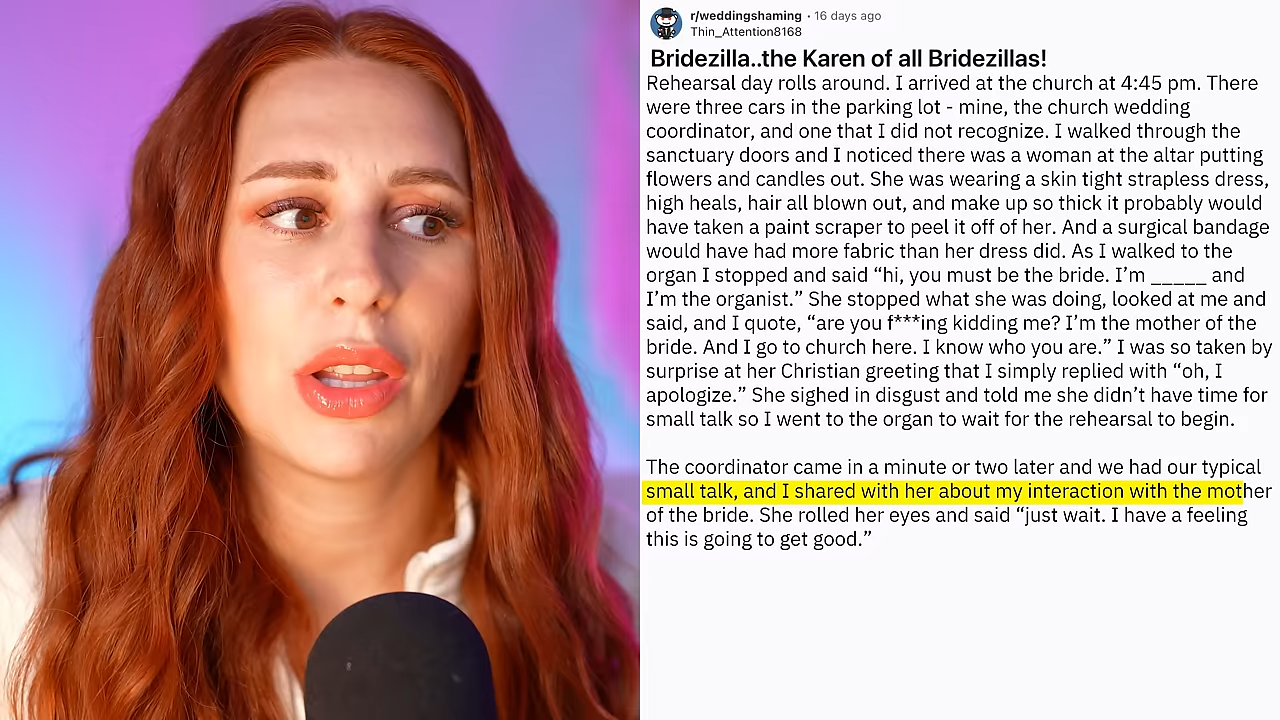 r/weddingshaming · 16 days ago
Thin_Attention8168
Bridezilla..the Karen of all Bridezillas!
Rehearsal day rolls around. I arrived at the church at 4:45 pm. There
were three cars in the parking lot - mine, the church wedding
coordinator, and one that I did not recognize. I walked through the
sanctuary doors and I noticed there was a woman at the altar putting
flowers and candles out. She was wearing a skin tight strapless dress,
high heals, hair all blown out, and make up so thick it probably would
have taken a paint scraper to peel it off of her. And a surgical bandage
would have had more fabric than her dress did. As I walked to the
organ I stopped and said “hi, you must be the bride. I’m _____ and
I’m the organist.” She stopped what she was doing, looked at me and
said, and I quote, “are you f***ing kidding me? I’m the mother of the
bride. And I go to church here. I know who you are.” I was so taken by
surprise at her Christian greeting that I simply replied with “oh, I
apologize.” She sighed in disgust and told me she didn’t have time for
small talk so I went to the organ to wait for the rehearsal to begin.
The coordinator came in a minute or two later and we had our typical
small talk, and I shared with her about my interaction with the mother
of the bride. She rolled her eyes and said “just wait. I have a feeling
this is going to get good.”